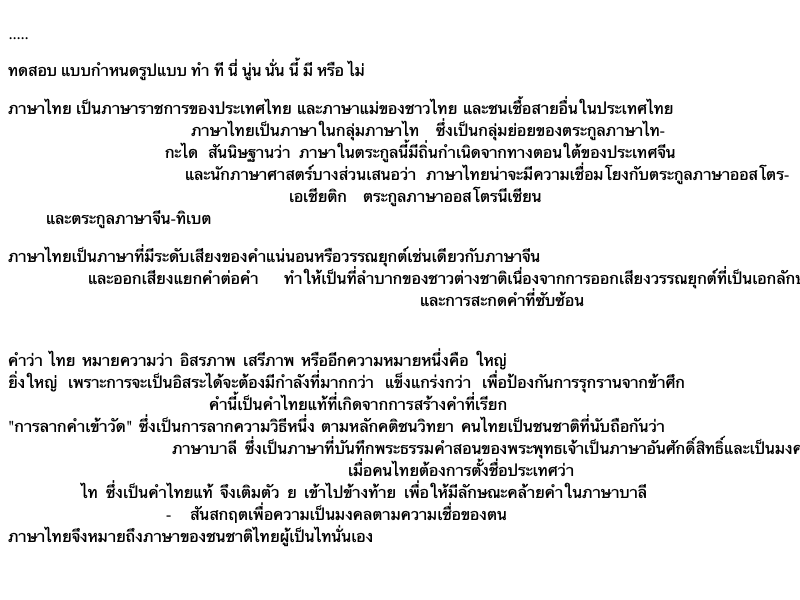 .....
ทดสอบ แบบกำหนดรูปแบบ ทำ ที นี่ นู่น นั่น นี้ มี หรือ ไม่
ภาษาไทย เป็นภาษาราชการของประเทศไทย และภาษาแม่ของชาวไทย และชนเชื้อสายอื่นในประเทศไทย
ภาษาไทยเป็นภาษาในกลุ่มภาษาไท ซึ่งเป็นกลุ่มย่อยของตระกูลภาษาไท-
กะได สันนิษฐานว่า ภาษาในตระกูลนี้มีถิ่นกำเนิดจากทางตอนใต้ของประเทศจีน
และนักภาษาศาสตร์บางส่วนเสนอว่า ภาษาไทยน่าจะมีความเชื่อมโยงกับตระกูลภาษาออสโตร-
เอเชียติก ตระกูลภาษาออสโตรนีเซียน
และตระกูลภาษาจีน-ทิเบต
ภาษาไทยเป็นภาษาที่มีระดับเสียงของคำแน่นอนหรือวรรณยุกต์เช่นเดียวกับภาษาจีน
และออกเสียงแยกคำต่อคำ ทำให้เป็นที่ลำบากของชาวต่างชาติเนื่องจากการออกเสียงวรรณยุกต์ที่เป็นเอกลัก
และการสะกดคำที่ซับซ้อน
คำว่า ไทย หมายความว่า อิสรภาพ เสรีภาพ หรืออีกความหมายหนึ่งคือ ใหญ่
ยิ่งใหญ่ เพราะการจะเป็นอิสระได้จะต้องมีกำลังที่มากกว่า แข็งแกร่งกว่า เพื่อป้องกันการรุกรานจากข้าศึก
คำนี้เป็นคำไทยแท้ที่เกิดจากการสร้างคำที่เรียก
"การลากคำเข้าวัด" ซึ่งเป็นการลากความวิธีหนึ่ง ตามหลักคติชนวิทยา คนไทยเป็นชนชาติที่นับถือกันว่า
ภาษาบาลี ซึ่งเป็นภาษาที่บันทึกพระธรรมคำสอนของพระพุทธเจ้าเป็นภาษาอันศักดิ์สิทธิ์และเป็นมง
เมื่อคนไทยต้องการตั้งชื่อประเทศว่า
ไท ซึ่งเป็นคำไทยแท้ จึงเติมตัว ย เข้าไปข้างท้าย เพื่อให้มีลักษณะคล้ายคำในภาษาบาลี
- สันสกฤตเพื่อความเป็นมงคลตามความเชื่อของตน
ภาษาไทยจึงหมายถึงภาษาของชนชาติไทยผู้เป็นไทนั่นเอง